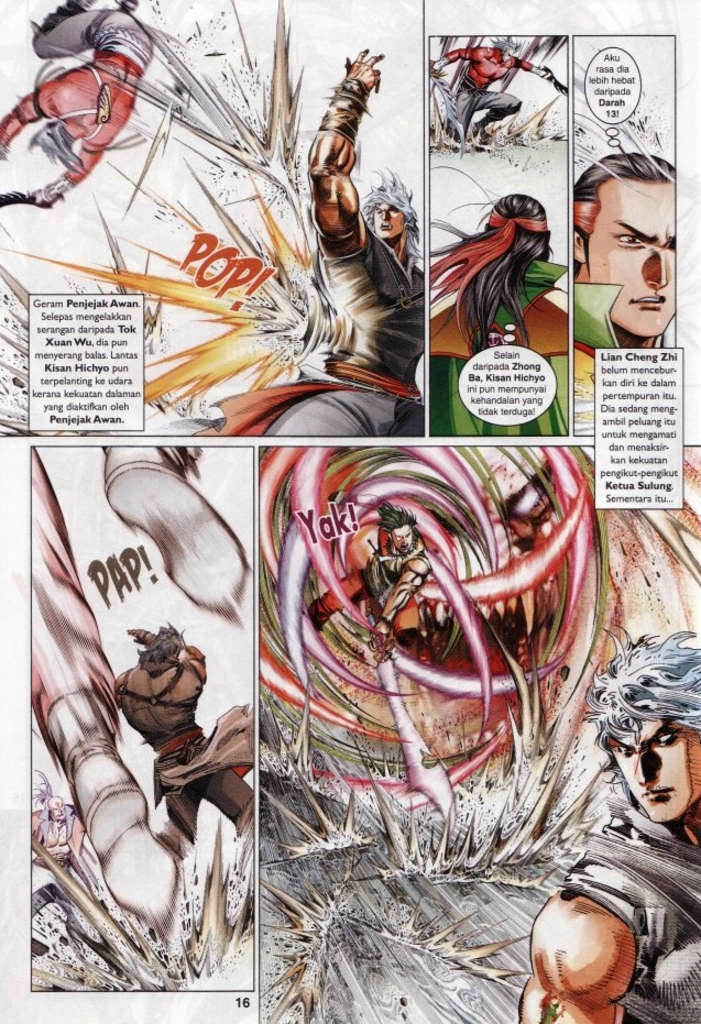 POP!
Geram Penjejak Awan.
Selepas mengelakkan
serangan daripada Tok
Xuan Wu, dia pun
menyerang balas. Lantas
Kisan Hichyo pun
terpelanting ke udara
kerana kekuatan dalaman
yang diaktifkan oleh
Penjejak Awan.
Aku
rasa dia
lebih hebat
daripada
Darah
13!
Selain
daripada Zhong
Ba, Kisan Hichyo
ini pun mempunyai
kehandalan yang
tidak terduga!
Lian Cheng Zhi
belum mencebur-
kan diri ke dalam
pertempuran itu.
Dia sedang meng-
ambil peluang itu
untuk mengamati
dan menaksir-
kan kekuatan
pengikut-pengikut
Ketua Sulung.
Sementara itu...
PAP!
Yak!
16